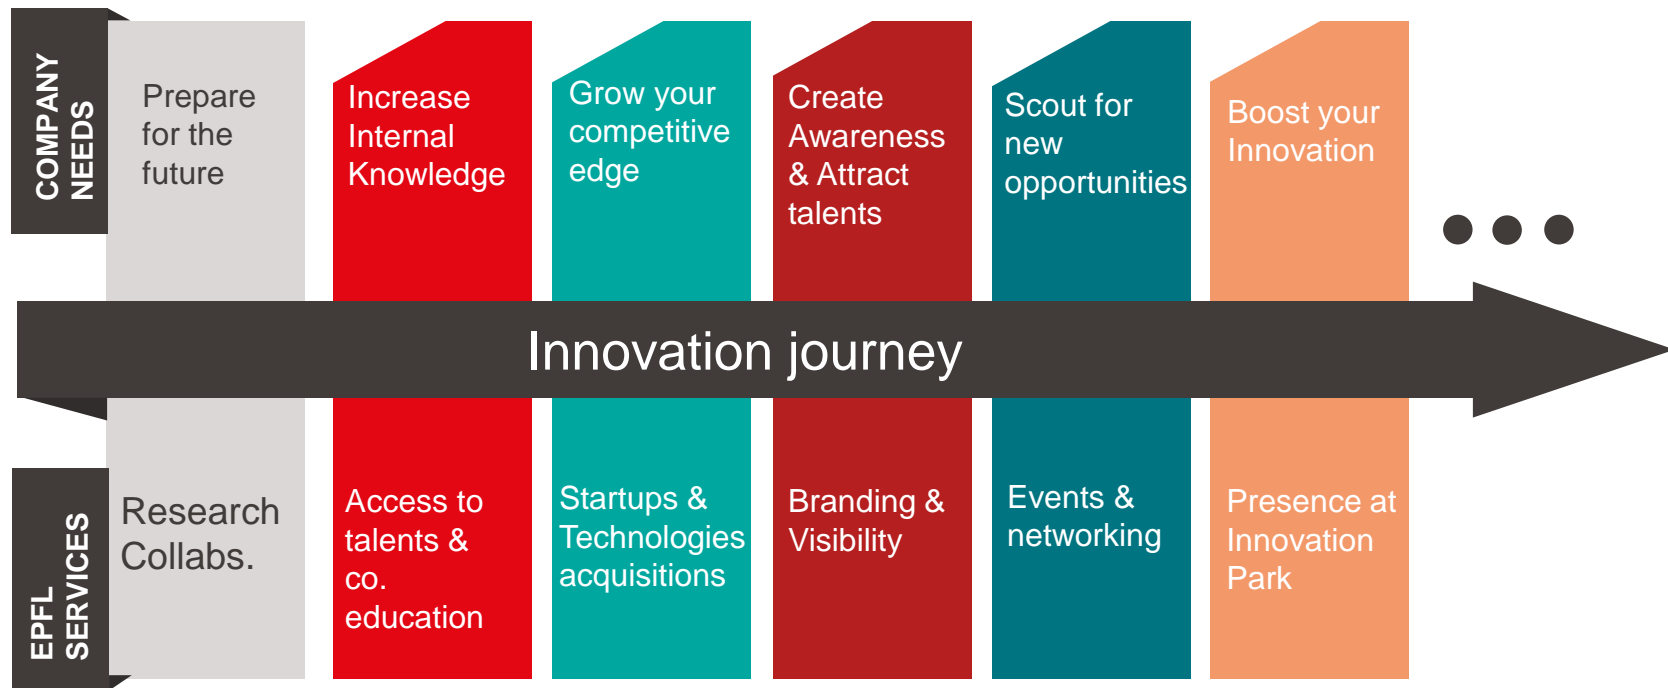 COMPANY
NEEDS
Prepare
for the
future
Increase
Internal
Knowledge
Grow your
competitive
edge
Create
Awareness
& Attract
talents
Scout for
new
opportunities
Boost your
Innovation
Innovation journey
EPFL
SERVICES
Research
Collabs.
Access to
talents &
co.
education
Startups &
Technologies
acquisitions
Branding &
Visibility
Events &
networking
Presence at
Innovation
Park